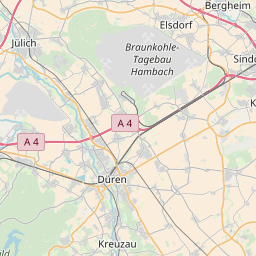 Bergheim
Elsdorf
Jülich
Braunkohle-
Tagebau
Hambach
Sindo
A 4
A 4
K
Düren
Kreuzau